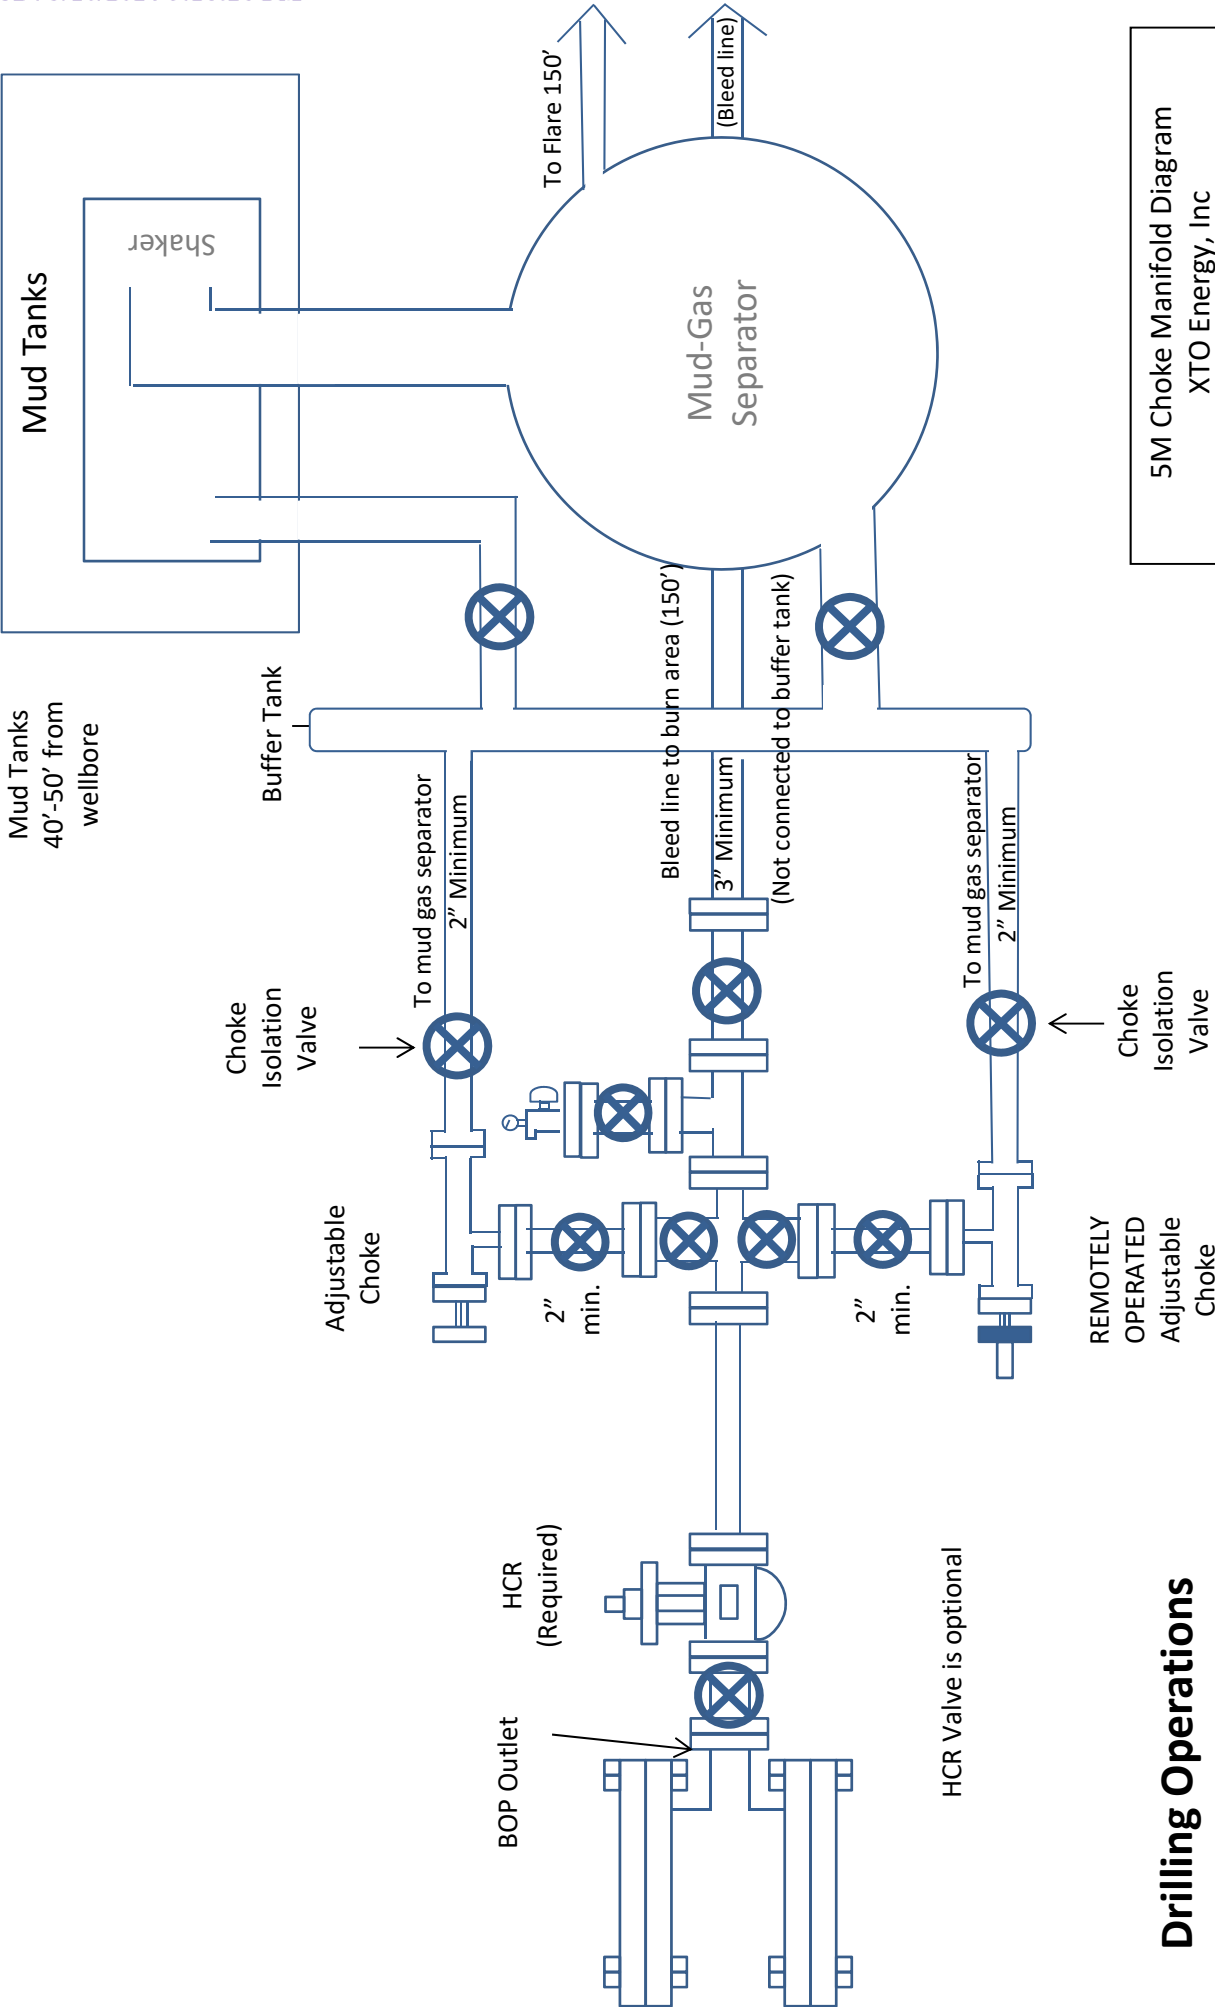 Mud Tanks
Shaker
Mud Tanks
40’-50’ from
wellbore
Buffer Tank
To Flare 150’
(Bleed line)
Mud-Gas
Separator
5M Choke Manifold Diagram
XTO Energy, Inc
Bleed line to burn area (150’)
3” Minimum
(Not connected to buffer tank)
To mud gas separator
2” Minimum
To mud gas separator
2” Minimum
Choke
Isolation
Valve
Choke
Isolation
Valve
Adjustable
Choke
2”
min.
2”
min.
REMOTELY
OPERATED
Adjustable
Choke
HCR
(Required)
BOP Outlet
HCR Valve is optional
Drilling Operations